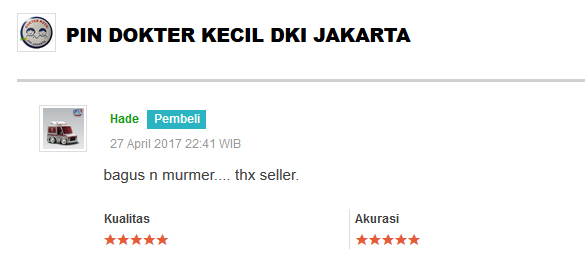 PIN DOKTER KECIL DKI JAKARTA
Hade Pembeli
27 April 2017 22:41 WIB
bagus n murmer.... thx seller.
Kualitas Akurasi